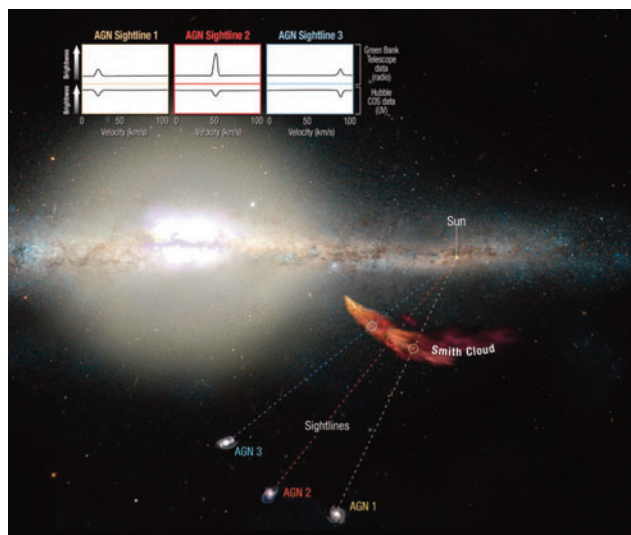 AGN Sightline 1 AGN Sightline 2 AGN Sightline 3
Brightness
Brightness
Green Bank
Telescope
data
(radio)
Hubble
COS data
(UV)
0 50 100 0 50 100 0 50 100
Velocity (km/s) Velocity (km/s) Velocity (km/s)
Sun
Smith Cloud
Sightlines
AGN 3
AGN 2
AGN 1